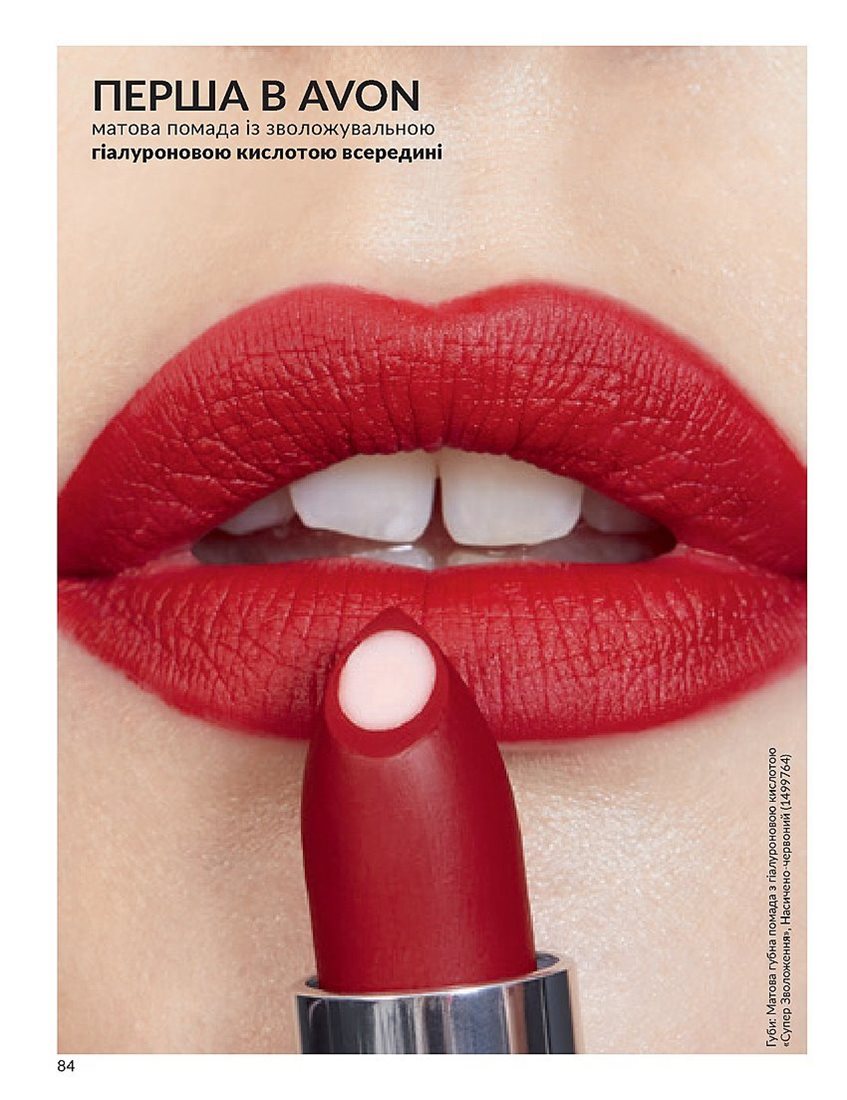 ПЕРША В AVON
матова помада із зволожувальною
гіалуроновою кислотою всередині
Губи: Матова губна помада з гіалуроновою кислотою
«Супер Зволоження», Насичено-червоний (1499764)
84